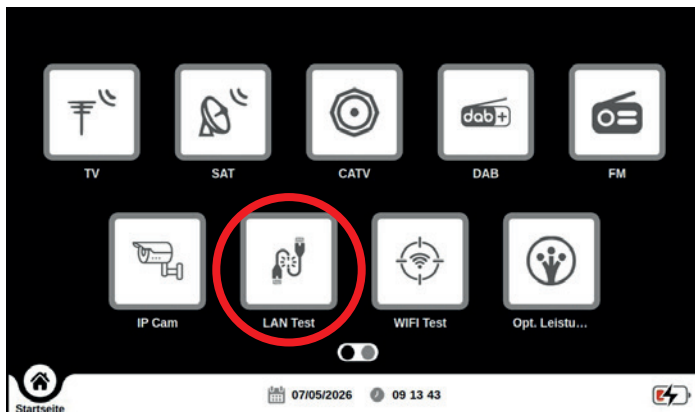 TV SAT CATV dab+ DAB FM
IP Cam LAN Test WIFI Test Opt. Leistu...
Startseite 07/05/2026 09 13 43